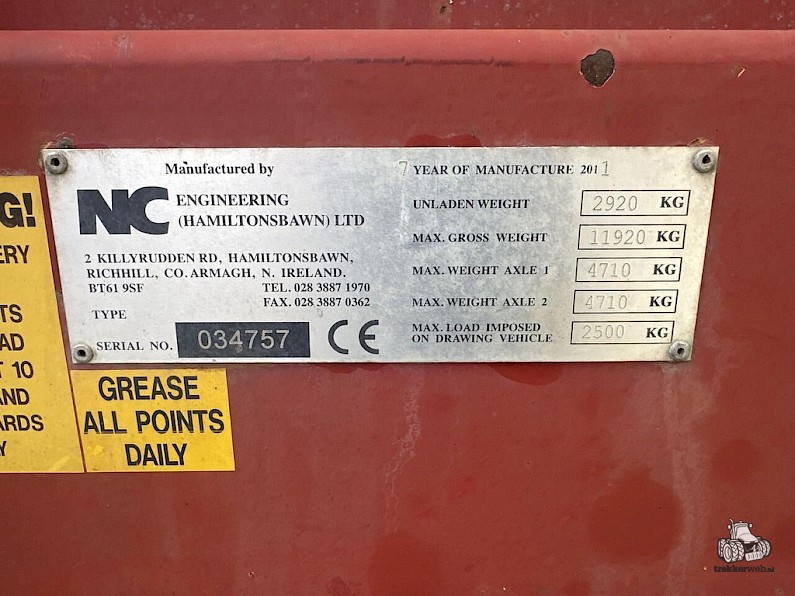 Manufactured by
NC ENGINEERING
(HAMILTONSBAWN) LTD
2 KILLYRUDDEN RD, HAMILTONSBAWN,
RICHHILL, CO. ARMAGH, N. IRELAND.
BT61 9SF TEL. 028 3887 1970
FAX. 028 3887 0362
TYPE
SERIAL NO. 034757 CE
7 YEAR OF MANUFACTURE 2011
UNLADEN WEIGHT 2920 KG
MAX. GROSS WEIGHT 11920 KG
MAX. WEIGHT AXLE 1 4710 KG
MAX. WEIGHT AXLE 2 4710 KG
MAX. LOAD IMPOSED
ON DRAWING VEHICLE 2500 KG
G!
ERY
TS
AD
T 10
AND
ARDS
Y
GREASE
ALL POINTS
DAILY
trekkerweb.nl